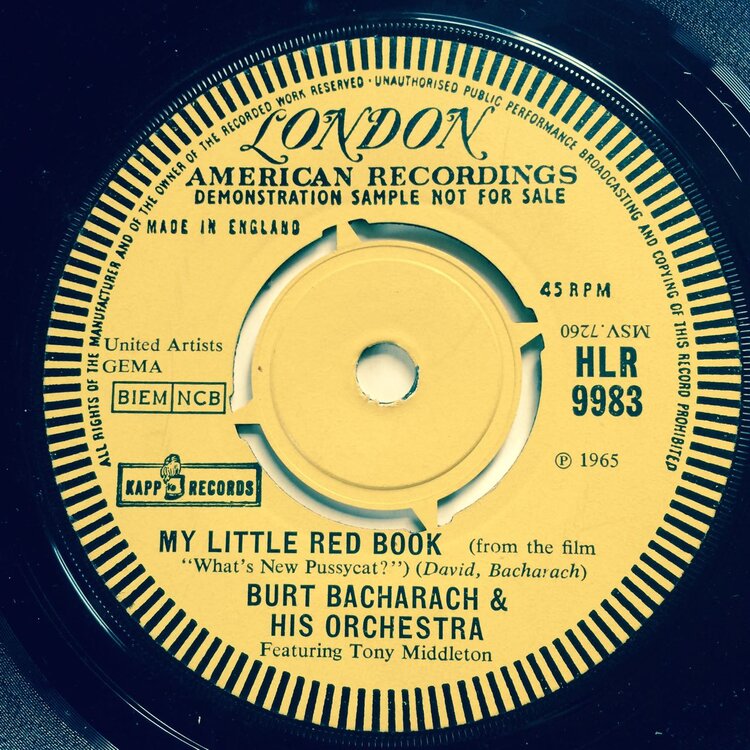 ALL RIGHTS OF THE MANUFACTURER AND OF THE OWNER OF THE RECORDED WORK RESERVED · UNAUTHORISED PUBLIC PERFORMANCE BROADCASTING AND COPYING OF THIS RECORD PROHIBITED
LONDON
AMERICAN RECORDINGS
DEMONSTRATION SAMPLE NOT FOR SALE
MADE IN ENGLAND
45 RPM
MSV.7260
United Artists
GEMA
BIEM NCB
HLR
9983
℗ 1965
KAPP RECORDS
MY LITTLE RED BOOK (from the film
"What's New Pussycat?") (David, Bacharach)
BURT BACHARACH &
HIS ORCHESTRA
Featuring Tony Middleton